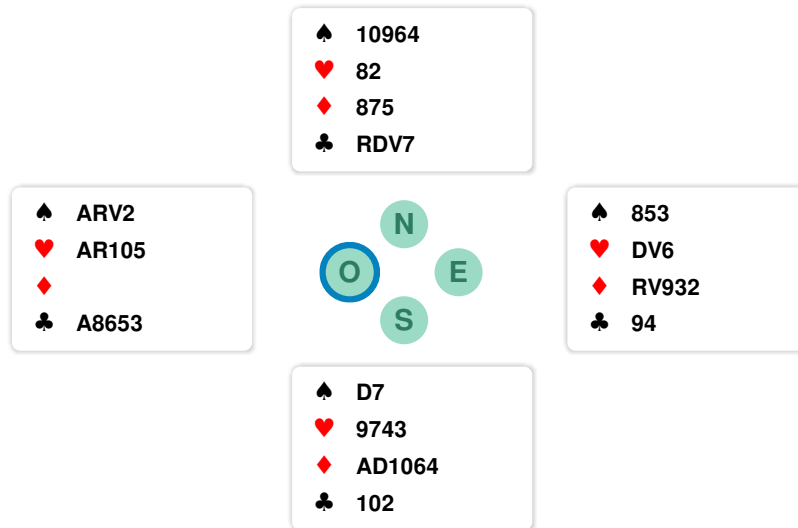 ♠ 10964
♥ 82
♦ 875
♣ RDV7
♠ ARV2
♥ AR105
♦
♣ A8653
N
O
E
S
♠ 853
♥ DV6
♦ RV932
♣ 94
♠ D7
♥ 9743
♦ AD1064
♣ 102